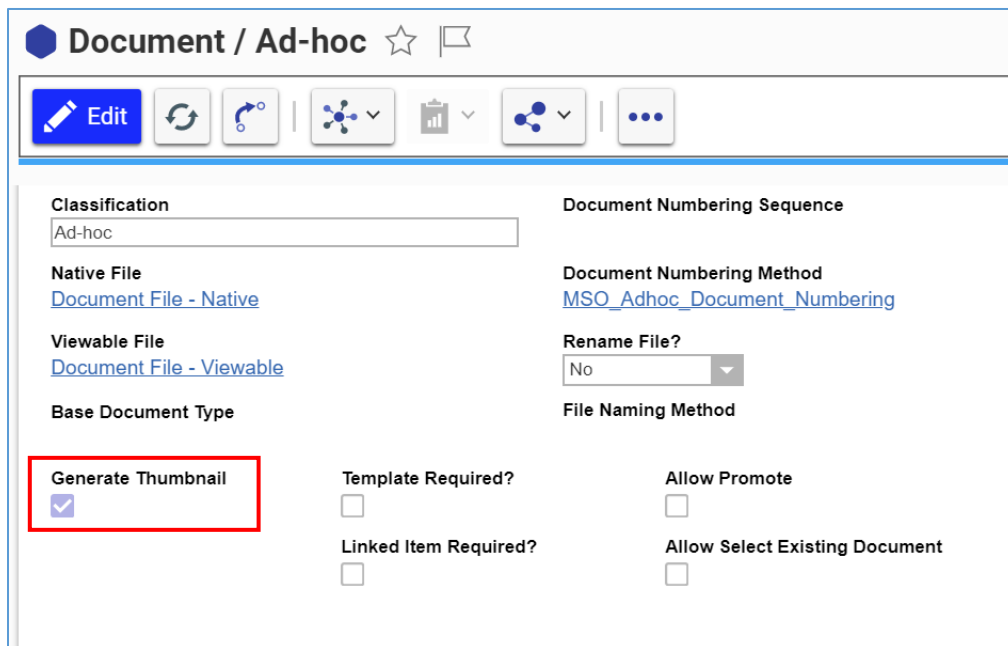 Document / Ad-hoc
Edit
Classification
Ad-hoc
Document Numbering Sequence
Native File
Document File - Native
Document Numbering Method
MSO_Adhoc_Document_Numbering
Viewable File
Document File - Viewable
Rename File?
No
Base Document Type
File Naming Method
Generate Thumbnail
Template Required?
Allow Promote
Linked Item Required?
Allow Select Existing Document